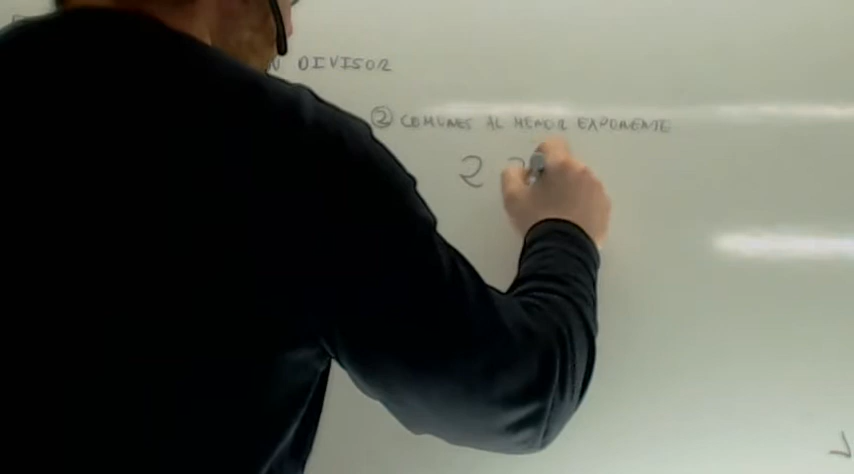 DIVISOR
② COMUNES AL MENOR EXPONENTE
2